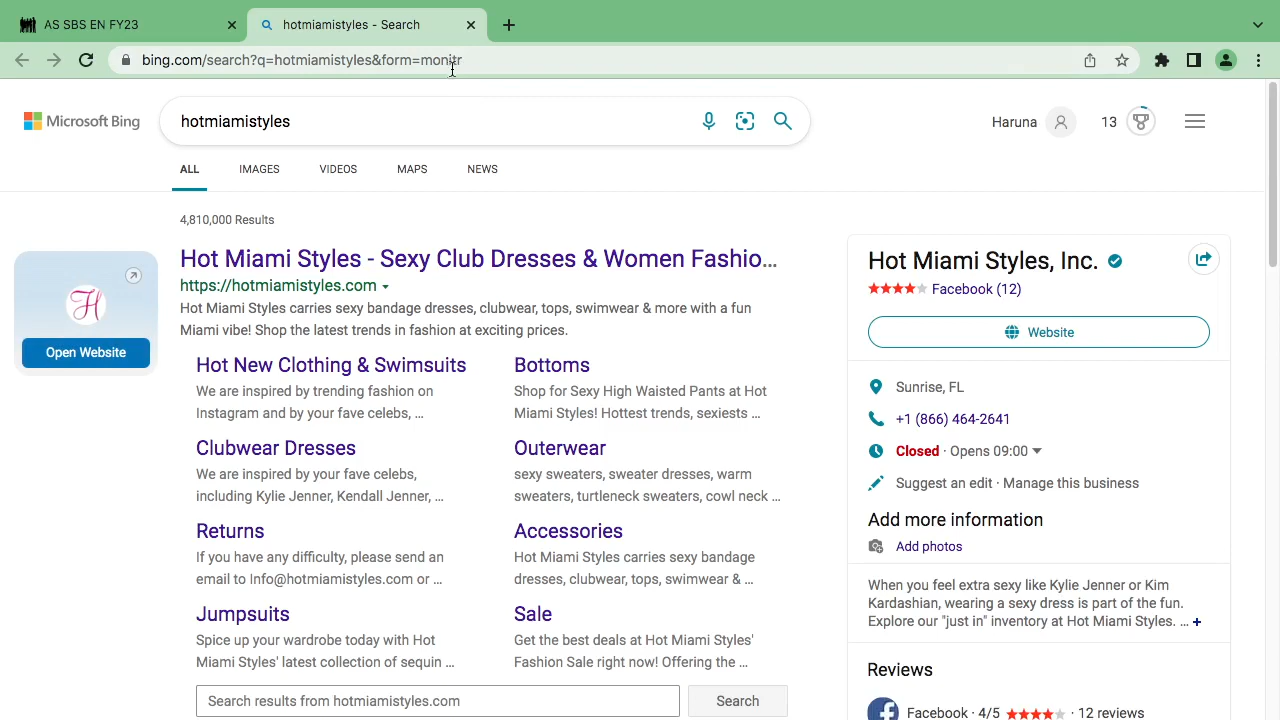 AS SBS EN FY23
hotmiamistyles - Search
bing.com/search?q=hotmiamistyles&form=monitr
Microsoft Bing
hotmiamistyles
Haruna
13
ALL
IMAGES
VIDEOS
MAPS
NEWS
4,810,000 Results
H
Open Website
Hot Miami Styles - Sexy Club Dresses & Women Fashio...
https://hotmiamistyles.com
Hot Miami Styles carries sexy bandage dresses, clubwear, tops, swimwear & more with a fun
Miami vibe! Shop the latest trends in fashion at exciting prices.
Hot New Clothing & Swimsuits
We are inspired by trending fashion on
Instagram and by your fave celebs, ...
Bottoms
Shop for Sexy High Waisted Pants at Hot
Miami Styles! Hottest trends, sexiests ...
Clubwear Dresses
We are inspired by your fave celebs,
including Kylie Jenner, Kendall Jenner, ...
Outerwear
sexy sweaters, sweater dresses, warm
sweaters, turtleneck sweaters, cowl neck ...
Returns
If you have any difficulty, please send an
email to Info@hotmiamistyles.com or ...
Accessories
Hot Miami Styles carries sexy bandage
dresses, clubwear, tops, swimwear & ...
Jumpsuits
Spice up your wardrobe today with Hot
Miami Styles' latest collection of sequin ...
Sale
Get the best deals at Hot Miami Styles'
Fashion Sale right now! Offering the ...
Search results from hotmiamistyles.com
Search
Hot Miami Styles, Inc.
Facebook (12)
Website
Sunrise, FL
+1 (866) 464-2641
Closed · Opens 09:00
Suggest an edit · Manage this business
Add more information
Add photos
When you feel extra sexy like Kylie Jenner or Kim
Kardashian, wearing a sexy dress is part of the fun.
Explore our "just in" inventory at Hot Miami Styles. ... +
Reviews
Facebook · 4/5 · 12 reviews